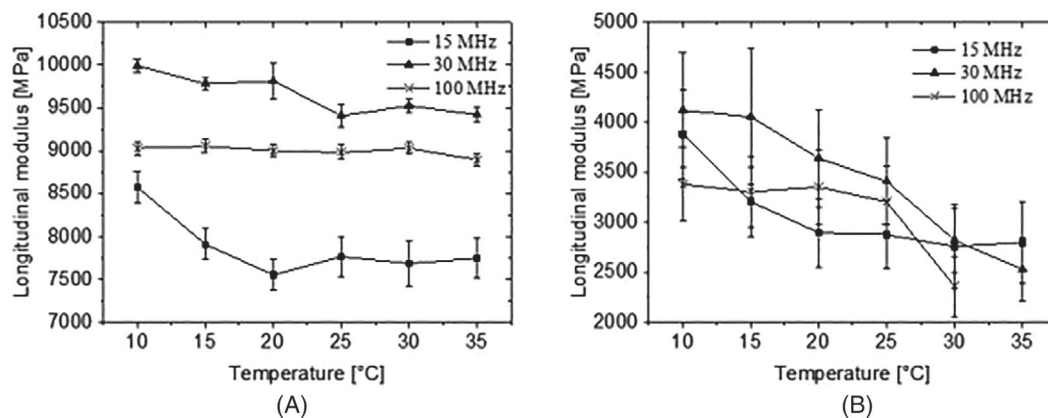 Longitudinal modulus [MPa]
10000
9500
9000
8500
8000
7500
7000
15 MHz
30 MHz
100 MHz
10 15 20 25 30 35
Temperature [°C]
(A)
Longitudinal modulus [MPa]
5000
4500
4000
3500
3000
2500
2000
15 MHz
30 MHz
100 MHz
10 15 20 25 30 35
Temperature [°C]
(B)